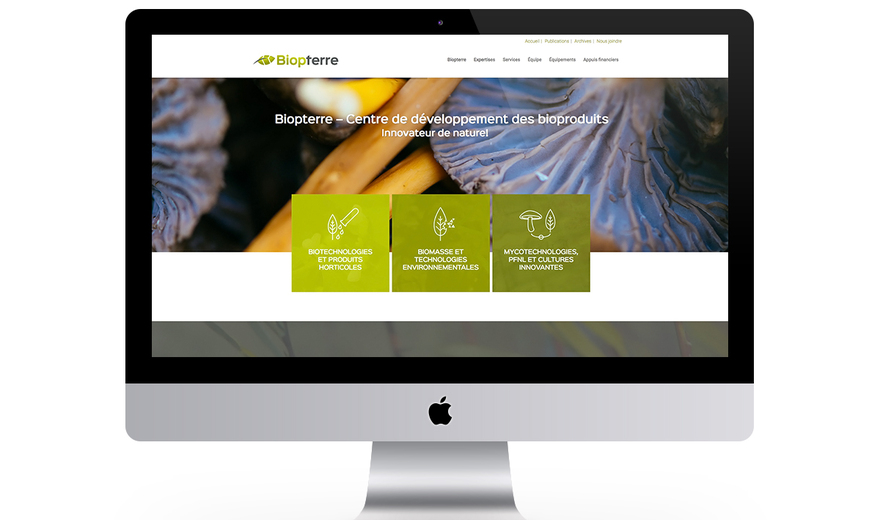 Accueil | Publications | Archives | Nous joindre
Biopterre
Biopterre Expertises Services Équipe Équipements Appuis financiers
Biopterre – Centre de développement des bioproduits
Innovateur de naturel
BIOTECHNOLOGIES
ET PRODUITS
HORTICOLES
BIOMASSE ET
TECHNOLOGIES
ENVIRONNEMENTALES
MYCOTECHNOLOGIES,
PFNL ET CULTURES
INNOVANTES